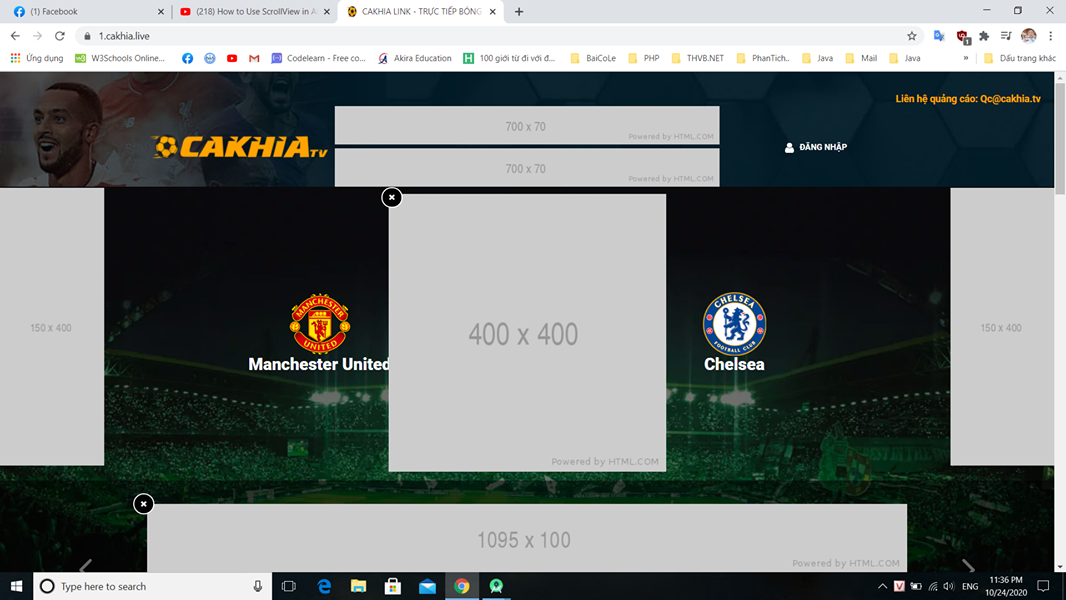 (1) Facebook
(218) How to Use ScrollView in A
CAKHIA LINK - TRỰC TIẾP BÓNG
1.cakhia.live
Ứng dụng
W3Schools Online...
Codelearn - Free co...
Akira Education
100 giới từ đi với đ...
BaiCoLe
PHP
THVB.NET
PhanTich..
Java
Mail
Java
»
Dấu trang khác
Liên hệ quảng cáo: Qc@cakhia.tv
CAKHIATV
700 x 70
Powered by HTML.COM
ĐĂNG NHẬP
700 x 70
Powered by HTML.COM
150 x 400
MANCHESTER
UNITED
Manchester United
400 x 400
Powered by HTML.COM
CHELSEA
FOOTBALL CLUB
Chelsea
150 x 400
1095 x 100
Powered by HTML.COM
Type here to search
ENG
11:36 PM
10/24/2020